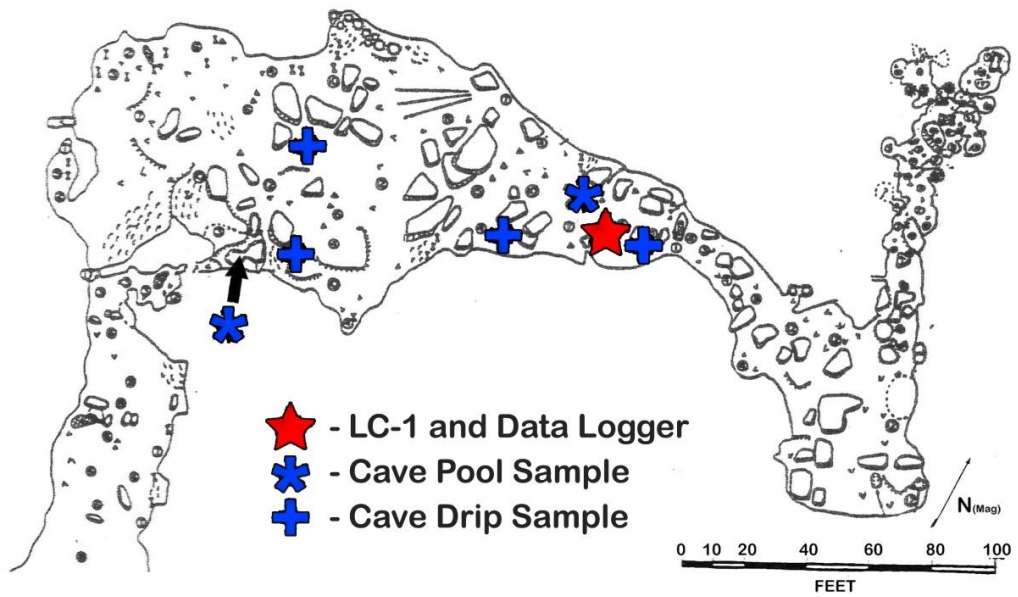 - LC-1 and Data Logger
- Cave Pool Sample
- Cave Drip Sample
N(Mag)
0 10 20 40 60 80 100
FEET